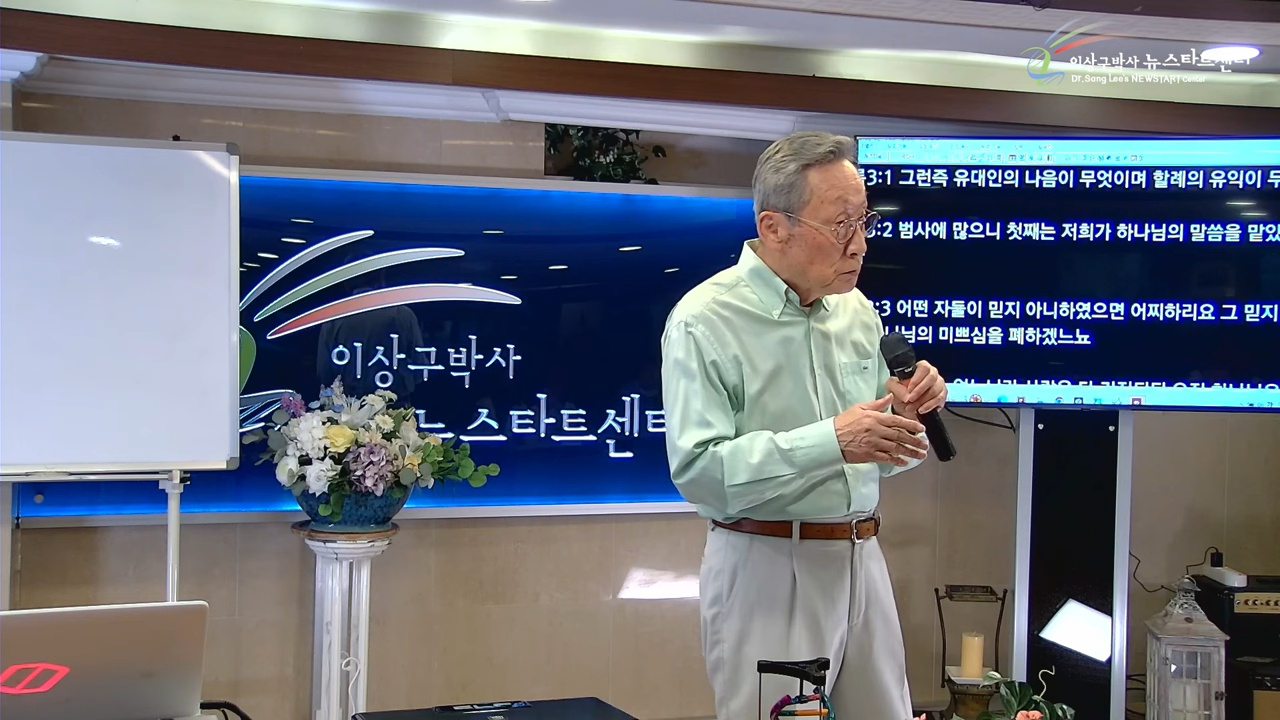 이상구박사 뉴스타트센터
Dr.Sang Lee's NEWSTART Center
3:1 그런즉 유대인의 나음이 무엇이며 할례의 유익이
:2 범사에 많으니 첫째는 저희가 하나님의 말씀을 맡았
:3 어떤 자들이 믿지 아니하였으면 어찌하리요 그 믿지
나님의 미쁘심을 폐하겠느뇨
이상구박사
뉴스타트센터